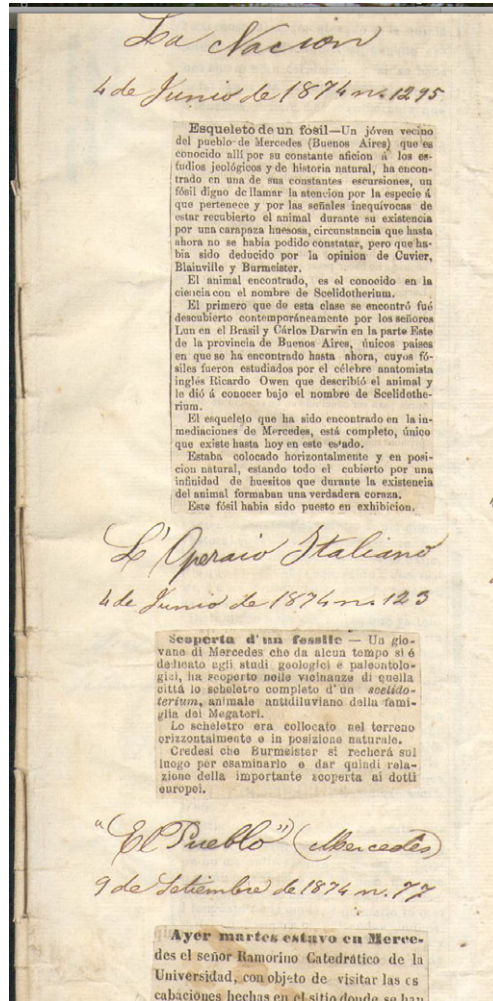 La Nacion
4 de Junio de 1874 n. 1295
Esqueleto de un fosil—Un jóven vecino
del pueblo de Mercedes (Buenos Aires) que es
conocido allí por su constante aficion á los es-
tudios jeológicos y de historia natural, ha encon-
trado en una de sus constantes escursiones, un
fósil digno de llamar la atencion por la especie á
que pertenece y por las señales inequívocas de
estar recubierto el animal durante su existencia
por una carapaza huesosa, circunstancia que hasta
ahora no se habia podido constatar, pero que ha-
bia sido deducido por la opinion de Cuvier,
Blainville y Burmeister.
El animal encontrado, es el conocido en la
ciencia con el nombre de Scelidotherium.
El primero que de esta clase se encontró fué
descubierto contemporáneamente por los señores
Lun en el Brasil y Cárlos Darwin en la parte Este
de la provincia de Buenos Aires, únicos paises
en que se ha encontrado hasta ahora, cuyos fó-
siles fueron estudiados por el célebre anatomista
inglés Ricardo Owen que describió el animal y
le dió á conocer bajo el nombre de Scelidothe-
rium.
El esqueleto que ha sido encontrado en la in-
mediaciones de Mercedes, está completo, único
que existe hasta hoy en este estado.
Estaba colocado horizontalmente y en posi-
cion natural, estando todo el cubierto por una
infinidad de huesitos que durante la existencia
del animal formaban una verdadera coraza.
Este fósil habia sido puesto en exhibicion.
L'Operaio Italiano
4 de Junio de 1874 n. 123
Scoperta d'un fossile — Un gio-
vane di Mercedes che da alcun tempo si é
dedicato agli studi geologici e paleontolo-
gici, ha scoperto nelle vicinanze di quella
cittá lo scheletro completo d'un scelido-
terium, animale antidiluviano della fami-
glia dei Megateri.
Lo scheletro era collocato nel terreno
orizzontalmente e in posizione naturale.
Credesi che Burmeister si recherá sul
luogo per esaminarlo e dar quindi rela-
zione della importante scoperta ai dotti
europei.
"El Pueblo" (Mercedes)
9 de Setiembre de 1874 n. 77
Ayer martes estuvo en Merce-
des el señor Ramorino Catedrático de la
Universidad, con objeto de visitar las es
cabaciones hechas en el sitio donde se han